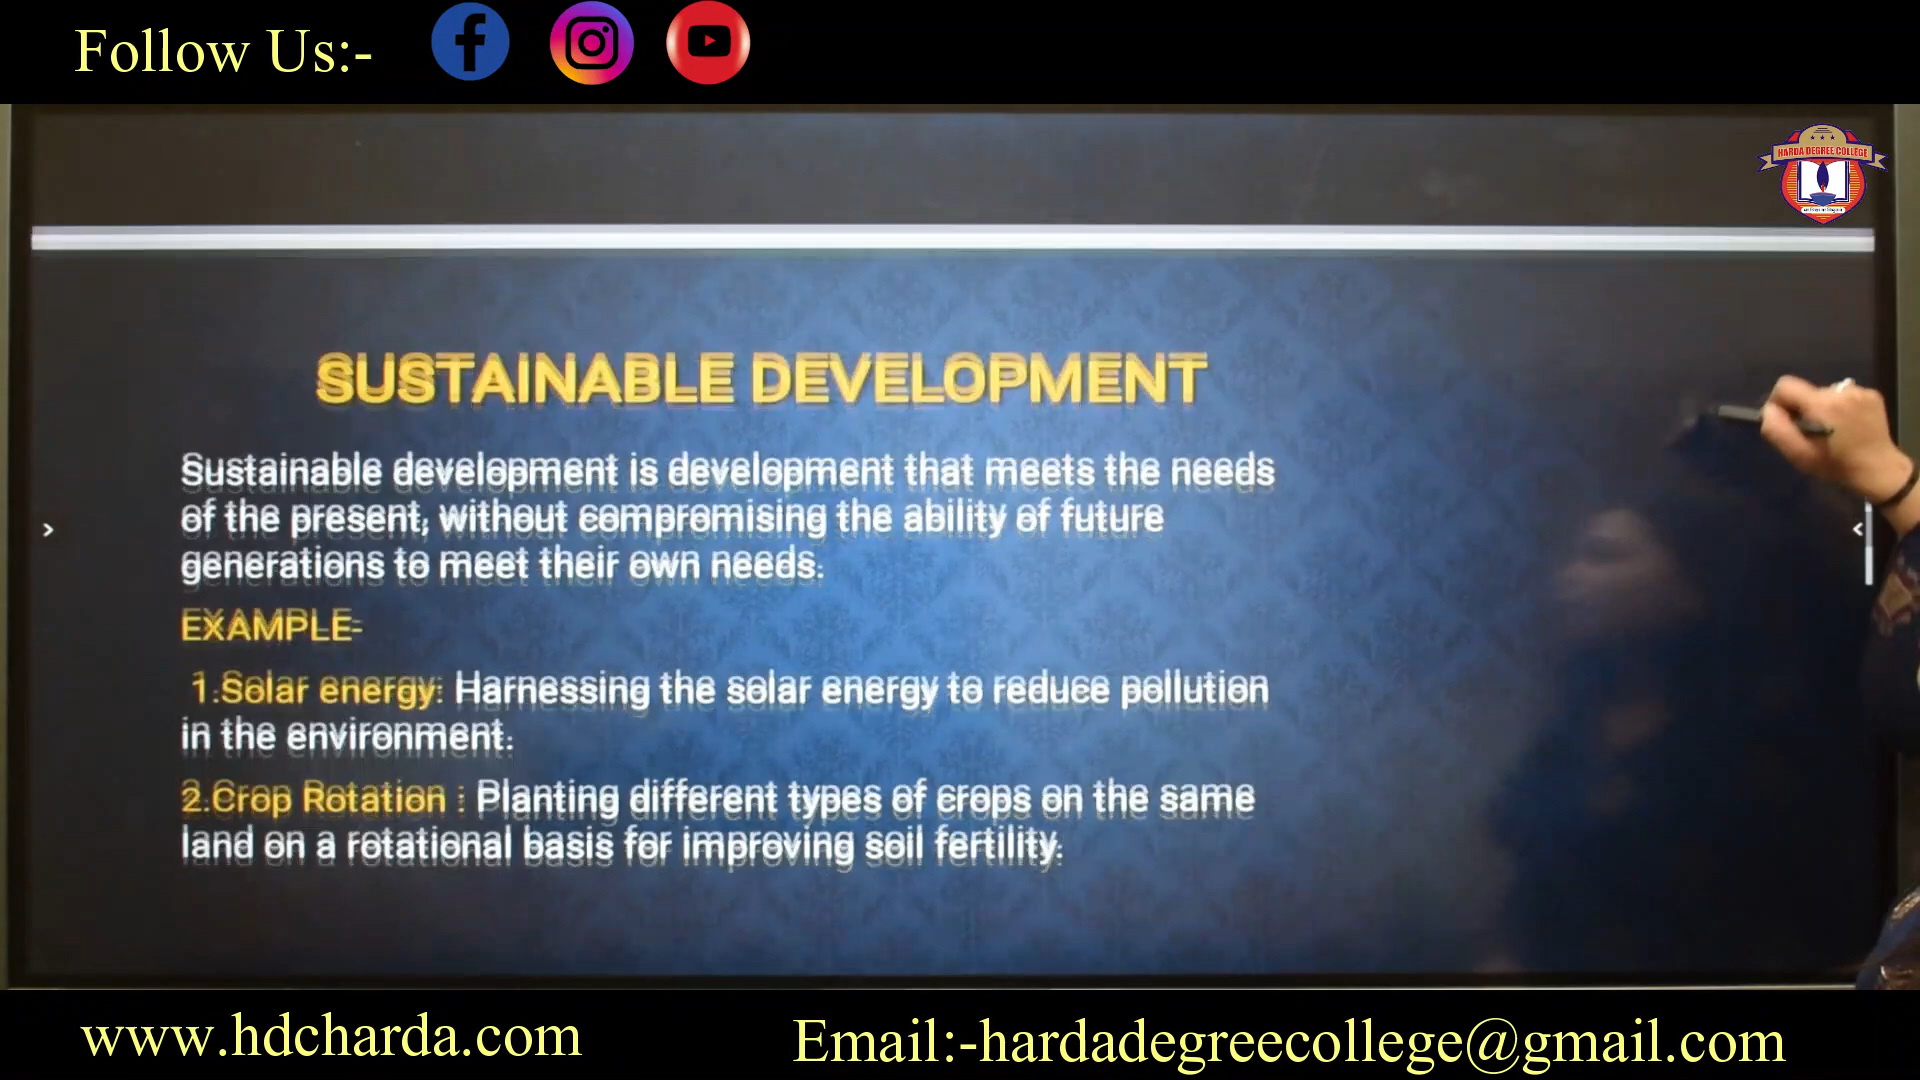 Follow Us:-
HARDA DEGREE COLLEGE
SUSTAINABLE DEVELOPMENT
Sustainable development is development that meets the needs
of the present, without compromising the ability of future
generations to meet their own needs.
EXAMPLE-
1.Solar energy: Harnessing the solar energy to reduce pollution
in the environment.
2.Crop Rotation : Planting different types of crops on the same
land on a rotational basis for improving soil fertility.
www.hdcharda.com
Email:-hardadegreecollege@gmail.com